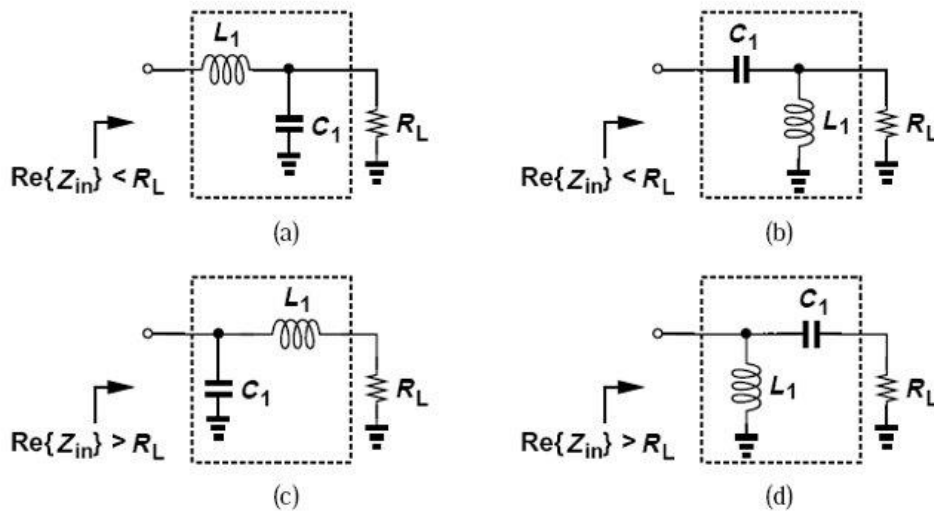 L1
C1
RL
Re{Zin} < RL
(a)
C1
L1
RL
Re{Zin} < RL
(b)
L1
C1
RL
Re{Zin} > RL
(c)
C1
L1
RL
Re{Zin} > RL
(d)